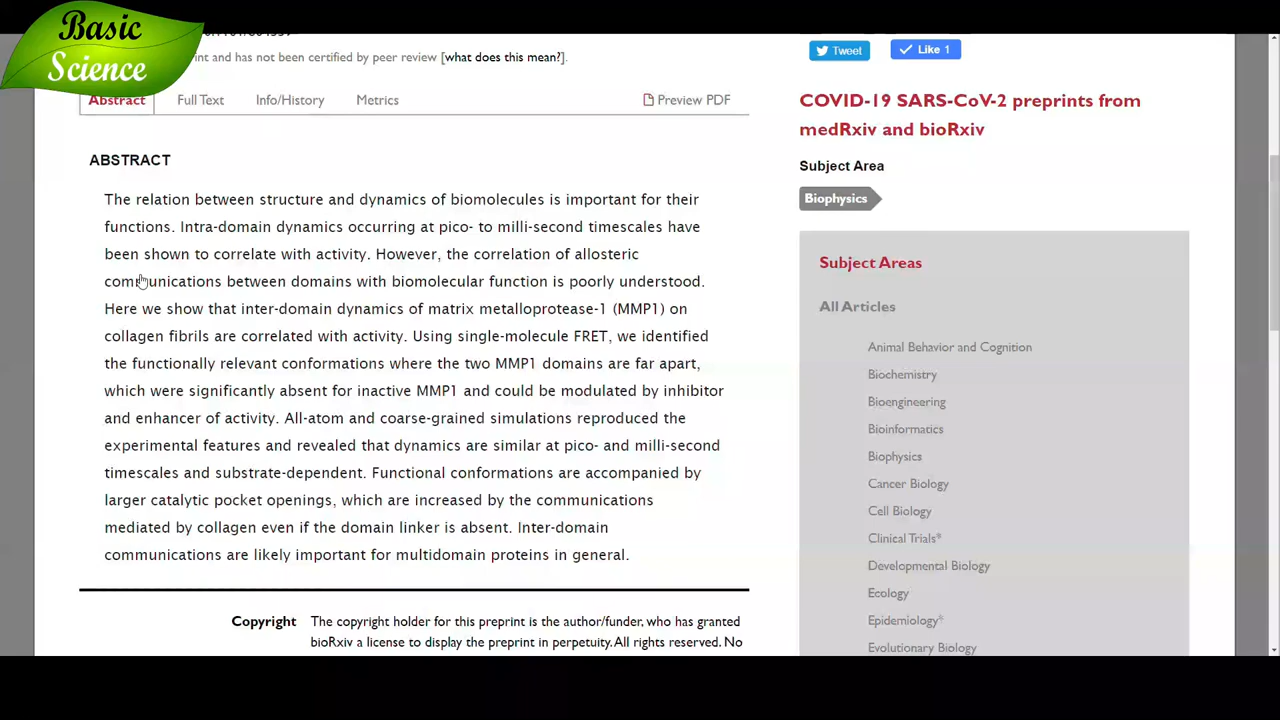 Basic
Science
int and has not been certified by peer review [what does this mean?].
Tweet
Like 1
Abstract
Full Text
Info/History
Metrics
Preview PDF
ABSTRACT
The relation between structure and dynamics of biomolecules is important for their
functions. Intra-domain dynamics occurring at pico- to milli-second timescales have
been shown to correlate with activity. However, the correlation of allosteric
communications between domains with biomolecular function is poorly understood.
Here we show that inter-domain dynamics of matrix metalloprotease-1 (MMP1) on
collagen fibrils are correlated with activity. Using single-molecule FRET, we identified
the functionally relevant conformations where the two MMP1 domains are far apart,
which were significantly absent for inactive MMP1 and could be modulated by inhibitor
and enhancer of activity. All-atom and coarse-grained simulations reproduced the
experimental features and revealed that dynamics are similar at pico- and milli-second
timescales and substrate-dependent. Functional conformations are accompanied by
larger catalytic pocket openings, which are increased by the communications
mediated by collagen even if the domain linker is absent. Inter-domain
communications are likely important for multidomain proteins in general.
Copyright The copyright holder for this preprint is the author/funder, who has granted
bioRxiv a license to display the preprint in perpetuity. All rights reserved. No
COVID-19 SARS-CoV-2 preprints from
medRxiv and bioRxiv
Subject Area
Biophysics
Subject Areas
All Articles
Animal Behavior and Cognition
Biochemistry
Bioengineering
Bioinformatics
Biophysics
Cancer Biology
Cell Biology
Clinical Trials*
Developmental Biology
Ecology
Epidemiology*
Evolutionary Biology